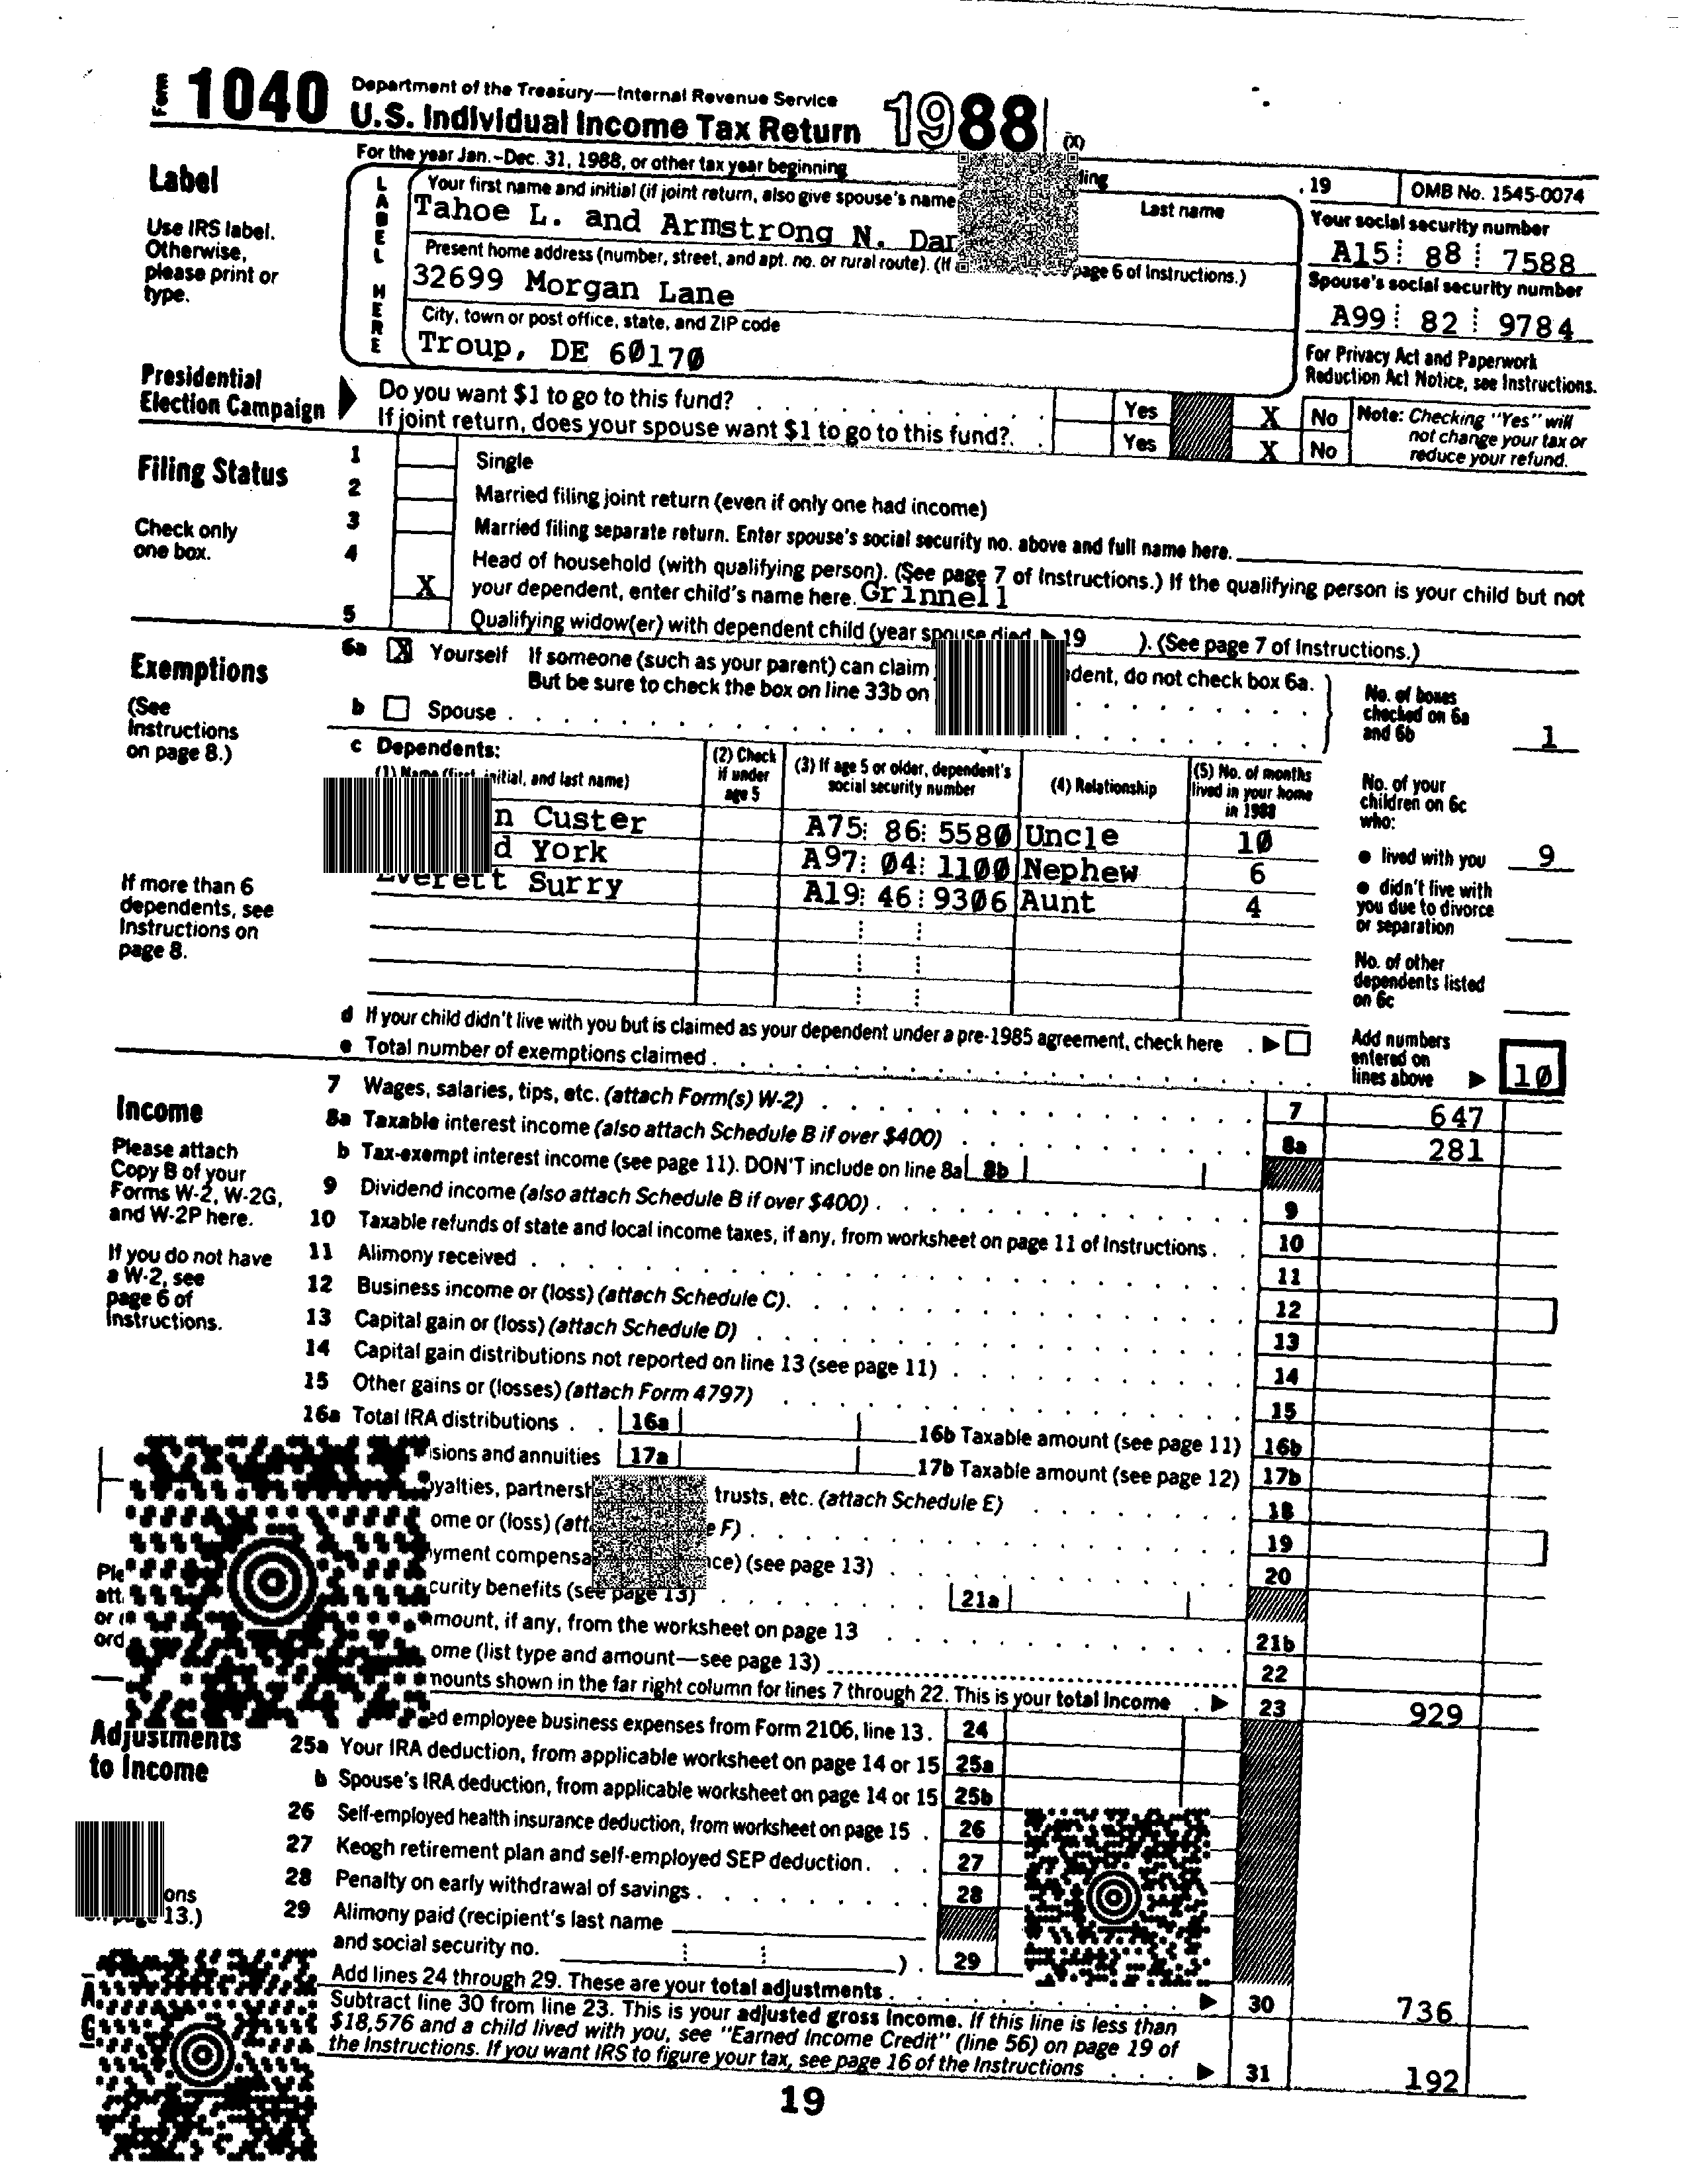 Form 1040 Department of the Treasury—Internal Revenue Service
U.S. Individual Income Tax Return 1988 (X)
For the year Jan.-Dec. 31, 1988, or other tax year beginning , 19 OMB No. 1545-0074
Label
Use IRS label.
Otherwise,
please print or
type.
LABEL HERE
Your first name and initial (if joint return, also give spouse's name Last name
Tahoe L. and Armstrong N.
Present home address (number, street, and apt. no. or rural route). (If page 6 of Instructions.)
32699 Morgan Lane
City, town or post office, state, and ZIP code
Troup, DE 60170
Your social security number
A15 88 7588
Spouse's social security number
A99 82 9784
For Privacy Act and Paperwork
Reduction Act Notice, see Instructions.
Presidential
Election Campaign
Do you want $1 to go to this fund? Yes X No
If joint return, does your spouse want $1 to go to this fund? Yes X No
Note: Checking "Yes" will
not change your tax or
reduce your refund.
Filing Status
Check only
one box.
1 Single
2 Married filing joint return (even if only one had income)
3 Married filing separate return. Enter spouse's social security no. above and full name here.
4 Head of household (with qualifying person). (See page 7 of Instructions.) If the qualifying person is your child but not
X your dependent, enter child's name here. Grinnell
5 Qualifying widow(er) with dependent child (year spouse died ▶ 19 ). (See page 7 of Instructions.)
Exemptions
(See
Instructions
on page 8.)
6a X Yourself If someone (such as your parent) can claim do not check box 6a.
But be sure to check the box on line 33b on
b Spouse
No. of boxes
checked on 6a
and 6b 1
c Dependents:
(1) Name (first, initial, and last name)
(2) Check
if under
age 5
(3) If age 5 or older, dependent's
social security number
(4) Relationship
(5) No. of months
lived in your home
in 1988
Custer A75 86 5580 Uncle 10
York A97 04 1100 Nephew 6
Everett Surry A19 46 9306 Aunt 4
If more than 6
dependents, see
Instructions on
page 8.
No. of your
children on 6c
who:
● lived with you 9
● didn't live with
you due to divorce
or separation
No. of other
dependents listed
on 6c
d If your child didn't live with you but is claimed as your dependent under a pre-1985 agreement, check here ▶
e Total number of exemptions claimed
Add numbers
entered on
lines above ▶ 10
Income
Please attach
Copy B of your
Forms W-2, W-2G,
and W-2P here.
If you do not have
a W-2, see
page 6 of
Instructions.
7 Wages, salaries, tips, etc. (attach Form(s) W-2) 7 647
8a Taxable interest income (also attach Schedule B if over $400) 8a 281
b Tax-exempt interest income (see page 11). DON'T include on line 8a 8b
9 Dividend income (also attach Schedule B if over $400) 9
10 Taxable refunds of state and local income taxes, if any, from worksheet on page 11 of Instructions 10
11 Alimony received 11
12 Business income or (loss) (attach Schedule C) 12
13 Capital gain or (loss) (attach Schedule D) 13
14 Capital gain distributions not reported on line 13 (see page 11) 14
15 Other gains or (losses) (attach Form 4797) 15
16a Total IRA distributions 16a 16b Taxable amount (see page 11) 16b
and annuities 17a 17b Taxable amount (see page 12) 17b
trusts, etc. (attach Schedule E) 18
or (loss) F) 19
(see page 13) 20
benefits (see page 13) 21a
amount, if any, from the worksheet on page 13 21b
(list type and amount—see page 13) 22
shown in the far right column for lines 7 through 22. This is your total income ▶ 23 929
employee business expenses from Form 2106, line 13 24
Adjustments
to Income
25a Your IRA deduction, from applicable worksheet on page 14 or 15 25a
b Spouse's IRA deduction, from applicable worksheet on page 14 or 15 25b
26 Self-employed health insurance deduction, from worksheet on page 15 26
27 Keogh retirement plan and self-employed SEP deduction 27
28 Penalty on early withdrawal of savings 28
13.)
29 Alimony paid (recipient's last name
and social security no. ) 29
Add lines 24 through 29. These are your total adjustments ▶ 30 736
Subtract line 30 from line 23. This is your adjusted gross income. If this line is less than
$18,576 and a child lived with you, see "Earned Income Credit" (line 56) on page 19 of
the Instructions. If you want IRS to figure your tax, see page 16 of the Instructions ▶ 31 192
19